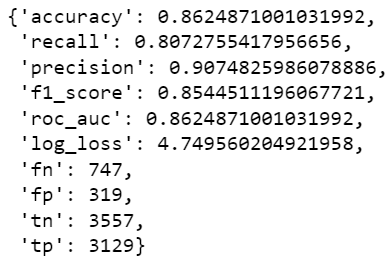 {'accuracy': 0.8624871001031992,
'recall': 0.8072755417956656,
'precision': 0.9074825986078886,
'f1_score': 0.8544511196067721,
'roc_auc': 0.8624871001031992,
'log_loss': 4.749560204921958,
'fn': 747,
'fp': 319,
'tn': 3557,
'tp': 3129}